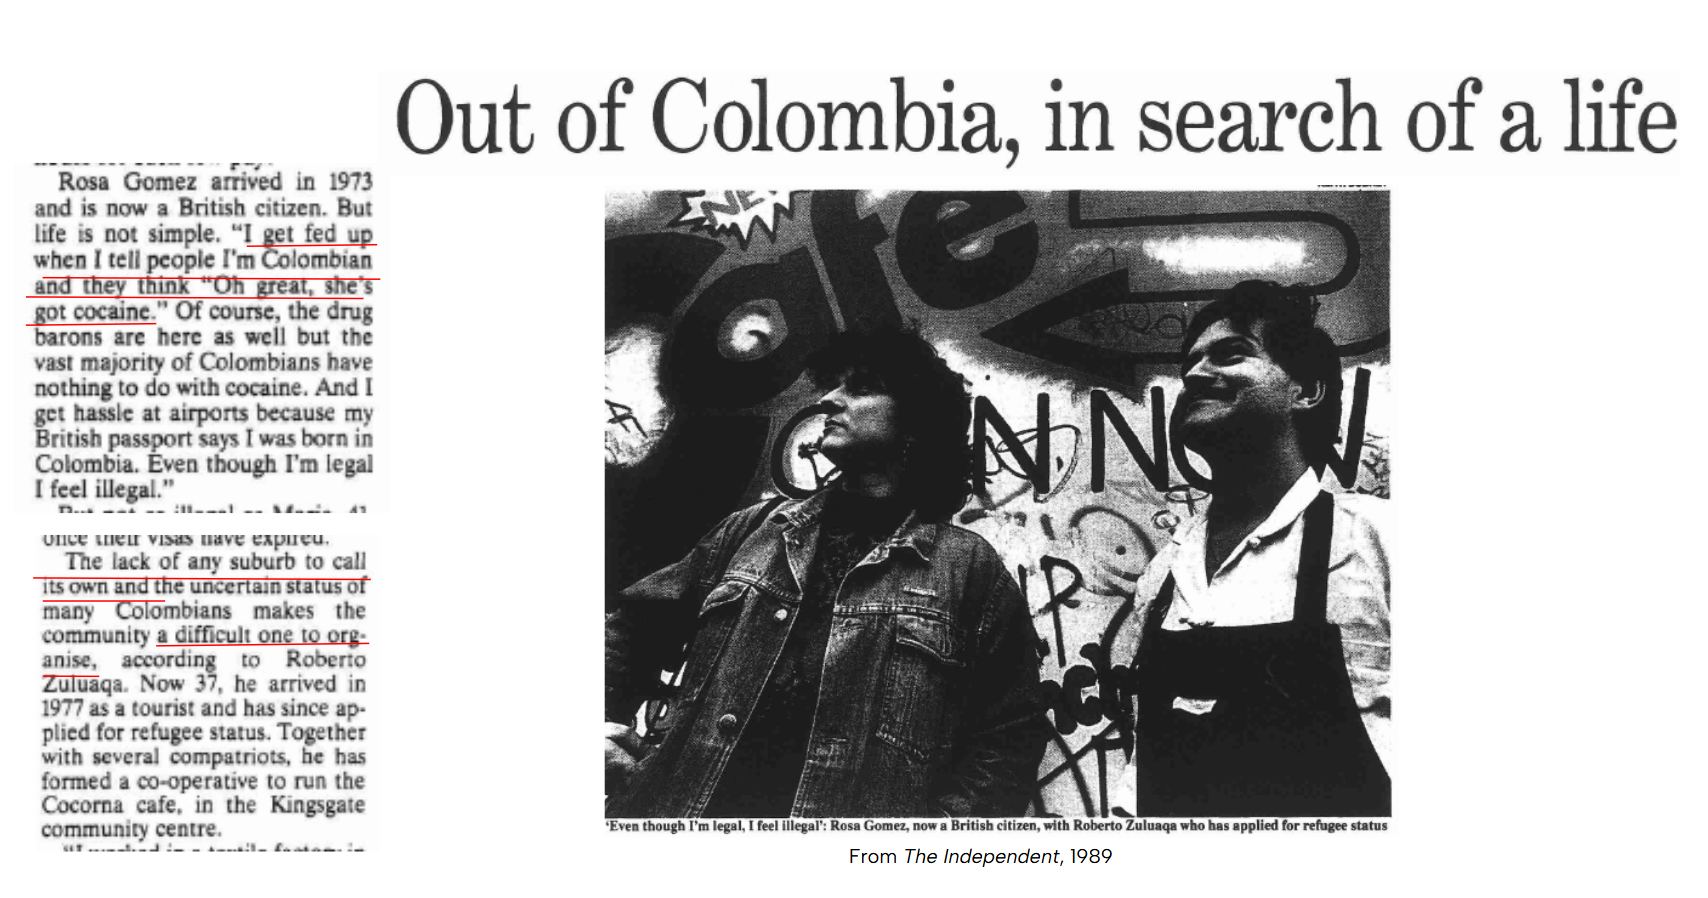 Out of Colombia, in search of a life
Rosa Gomez arrived in 1973
and is now a British citizen. But
life is not simple. “I get fed up
when I tell people I’m Colombian
and they think “Oh great, she’s
got cocaine.” Of course, the drug
barons are here as well but the
vast majority of Colombians have
nothing to do with cocaine. And I
get hassle at airports because my
British passport says I was born in
Colombia. Even though I’m legal
I feel illegal.”
once their visas have expired.
The lack of any suburb to call
its own and the uncertain status of
many Colombians makes the
community a difficult one to org-
anise, according to Roberto
Zuluaqa. Now 37, he arrived in
1977 as a tourist and has since ap-
plied for refugee status. Together
with several compatriots, he has
formed a co-operative to run the
Cocorna cafe, in the Kingsgate
community centre.
NOW
‘Even though I’m legal, I feel illegal’: Rosa Gomez, now a British citizen, with Roberto Zuluaqa who has applied for refugee status
From The Independent, 1989